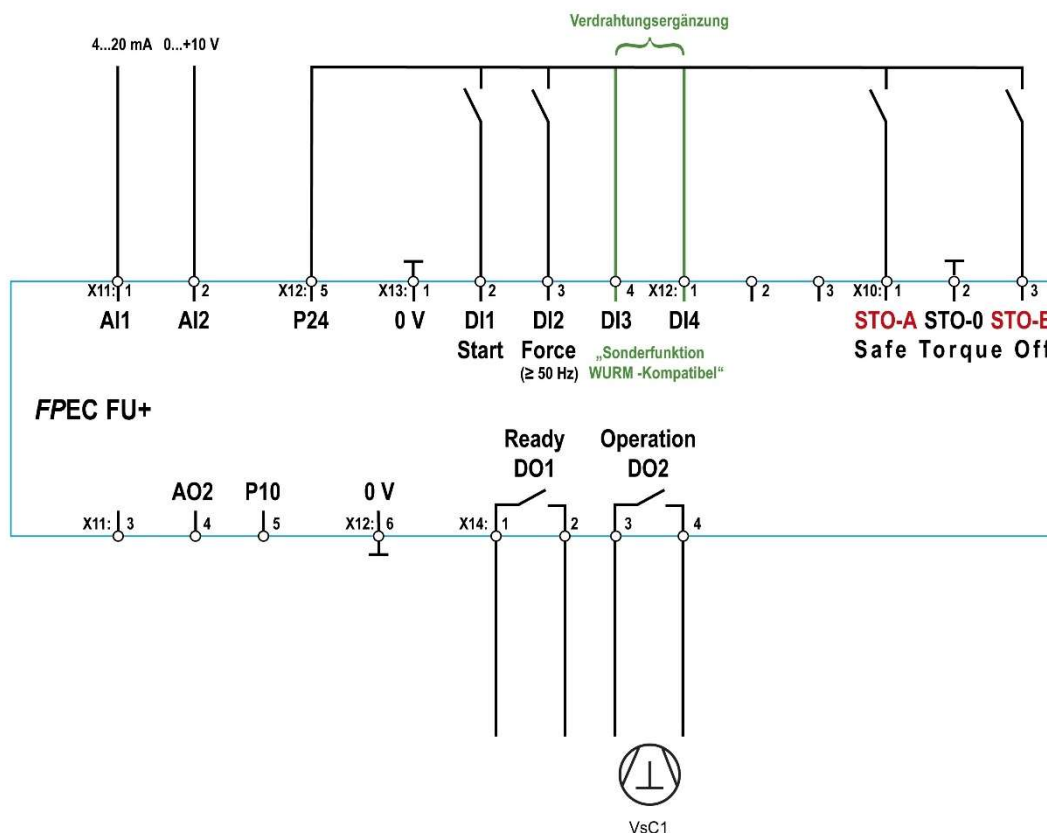 Verdrahtungsergänzung
4...20 mA 0...+10 V
X11: 1 2 X12: 5 X13: 1 2 3 4 X12: 1 2 3 X10: 1 2 3
AI1 AI2 P24 0 V DI1 DI2 DI3 DI4 STO-A STO-0 STO-B
Start Force „Sonderfunktion Safe Torque Off
(≥ 50 Hz) WURM -Kompatibel“
FPEC FU+
Ready Operation
DO1 DO2
AO2 P10 0 V
X11: 3 4 5 X12: 6 X14: 1 2 3 4
VsC1